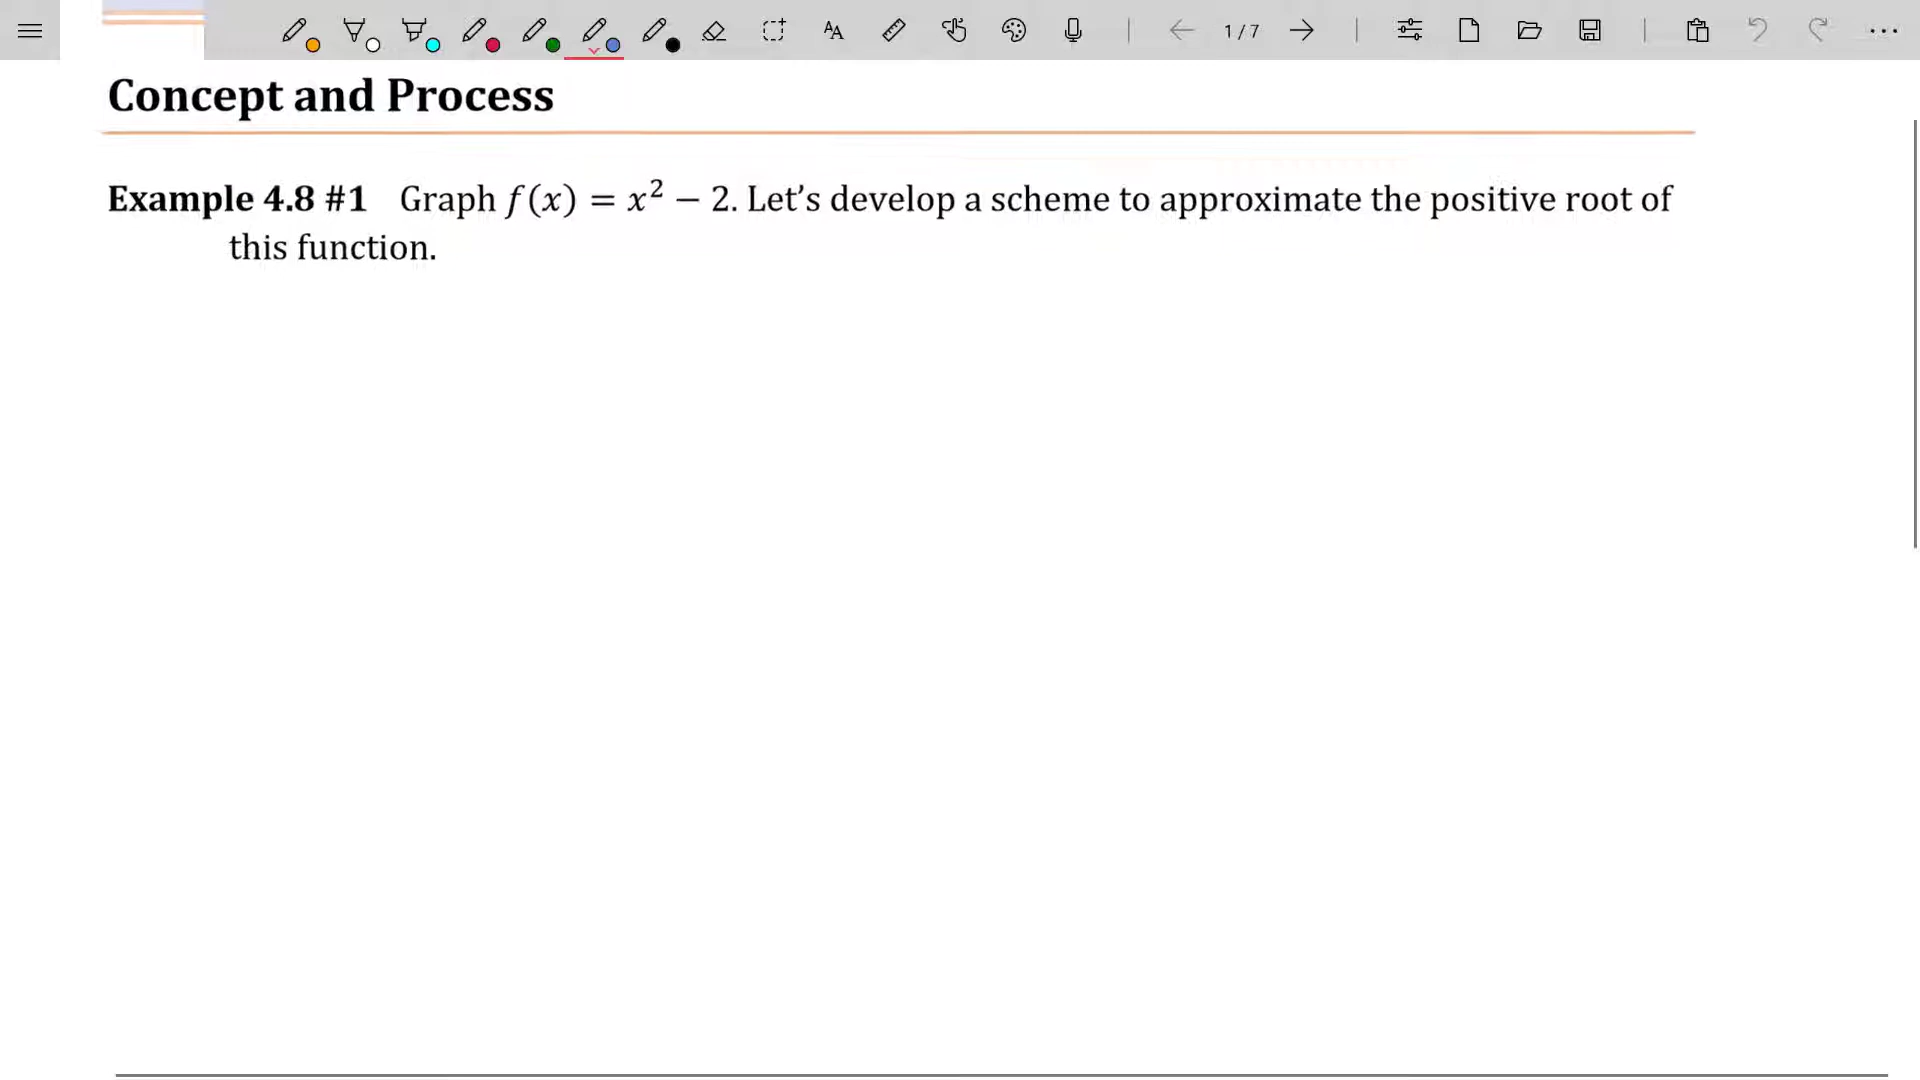 1 / 7
Concept and Process
Example 4.8 #1 Graph f(x) = x² − 2. Let’s develop a scheme to approximate the positive root of
this function.